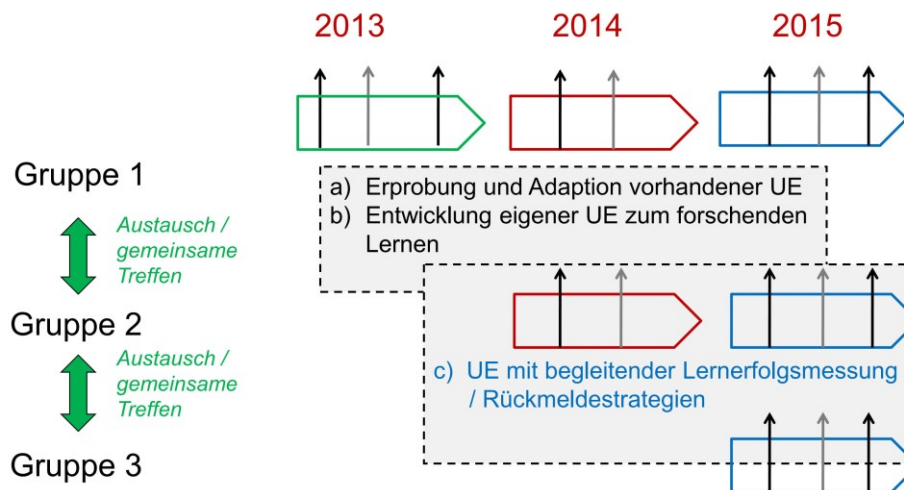 2013
2014
2015
Gruppe 1
a) Erprobung und Adaption vorhandener UE
b) Entwicklung eigener UE zum forschenden
Lernen
Austausch /
gemeinsame
Treffen
Gruppe 2
Austausch /
gemeinsame
Treffen
c) UE mit begleitender Lernerfolgsmessung
/ Rückmeldestrategien
Gruppe 3